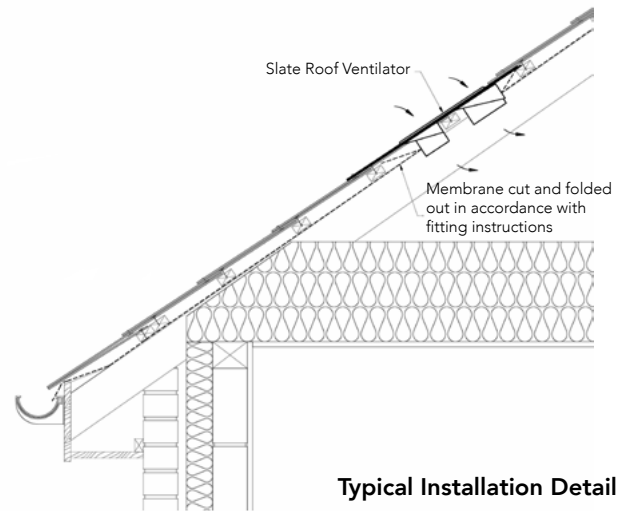 Slate Roof Ventilator
Membrane cut and folded
out in accordance with
fitting instructions
Typical Installation Detail